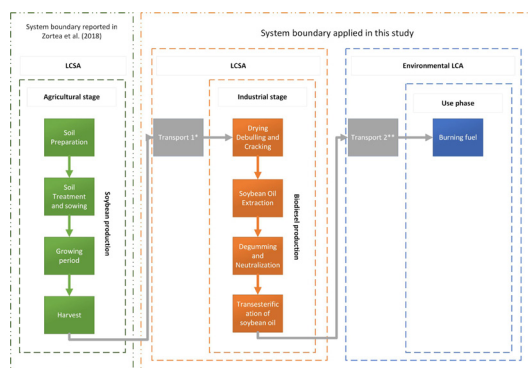 System boundary reported in
Zortea et al. (2018)
System boundary applied in this study
LCSA
LCSA
Environmental LCA
Agricultural stage
Industrial stage
Use phase
Soil
Preparation
Transport 1*
Drying
Debulling and
Cracking
Transport 2**
Burning fuel
Soil
Treatment
and sowing
Soybean Oil
Extraction
Soybean production
Biodiesel production
Growing
period
Degumming
and
Neutralization
Harvest
Transesterific
ation of
soybean oil